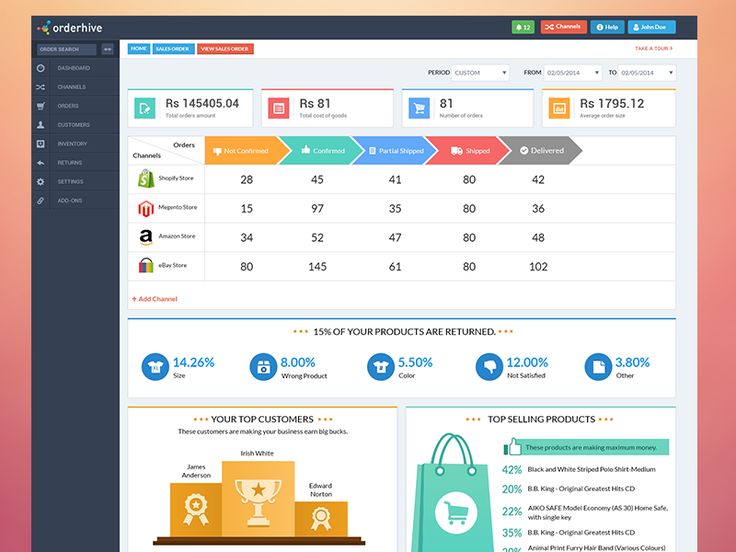 orderhive
12
Channels
Help
John Doe
ORDER SEARCH
HOME
SALES ORDER
VIEW SALES ORDER
TAKE A TOUR >
DASHBOARD
CHANNELS
ORDERS
CUSTOMERS
INVENTORY
RETURNS
SETTINGS
ADD-ONS
PERIOD CUSTOM FROM 02/05/2014 TO 02/05/2014
Rs 145405.04
Total orders amount
Rs 81
Total cost of goods
81
Number of orders
Rs 1795.12
Average order size
Orders
Channels
Not Confirmed Confirmed Partial Shipped Shipped Delivered
Shopify Store 28 45 41 80 42
Megento Store 15 97 35 80 36
Amazon Store 34 52 47 80 48
eBay Store 80 145 61 80 102
+ Add Channel
15% OF YOUR PRODUCTS ARE RETURNED.
14.26%
Size
8.00%
Wrong Product
5.50%
Color
12.00%
Not Satisfied
3.80%
Other
YOUR TOP CUSTOMERS
These customers are making your business earn big bucks.
Irish White
James
Anderson
Edward
Norton
TOP SELLING PRODUCTS
These products are making maximum money.
42% Black and White Striped Polo Shirt-Medium
20% B.B. King - Original Greatest Hits CD
22% AIKO SAFE Model Economy (AS 30) Home Safe,
with single key
35% B.B. King - Original Greatest Hits CD
Animal Print Furry Hair Band (Various Colours)